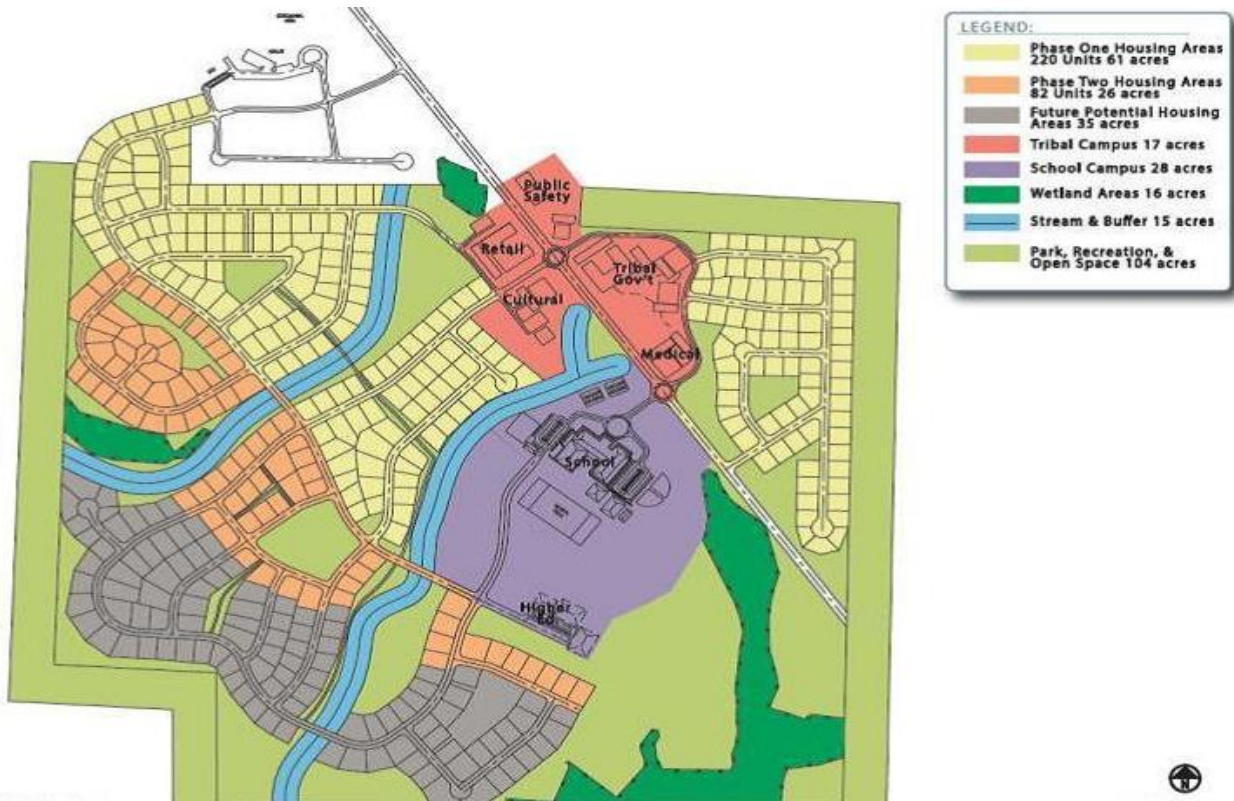 LEGEND:
Phase One Housing Areas
220 Units 61 acres
Phase Two Housing Areas
82 Units 26 acres
Future Potential Housing
Areas 35 acres
Tribal Campus 17 acres
School Campus 28 acres
Wetland Areas 16 acres
Stream & Buffer 15 acres
Park, Recreation, &
Open Space 104 acres
Public
Safety
Retail
Tribal
Gov't
Cultural
Medical
School
Higher
Ed
N